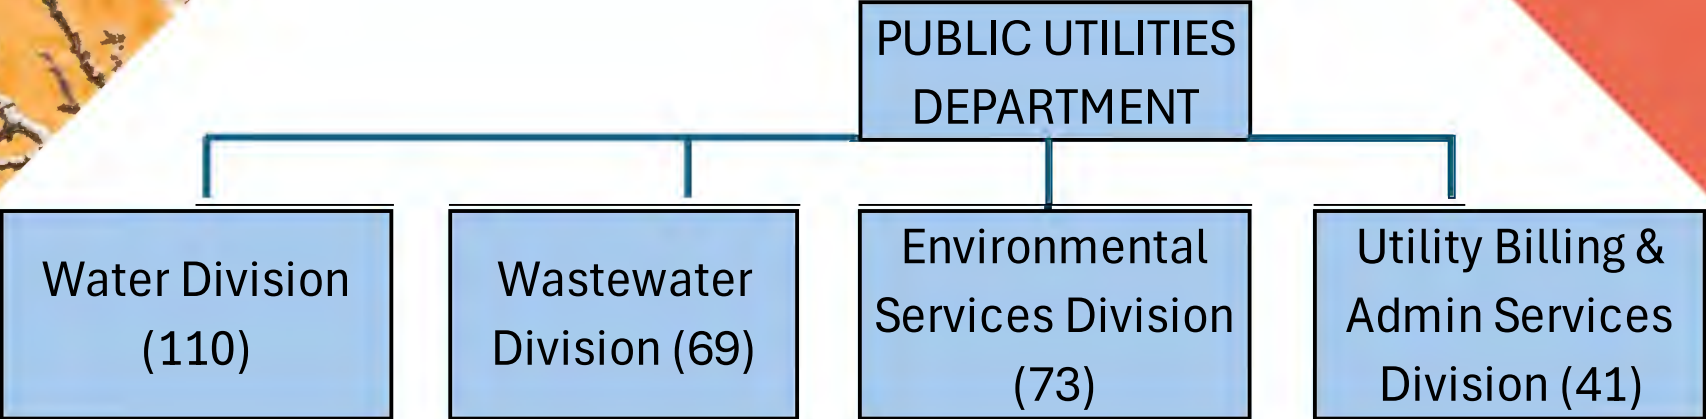 PUBLIC UTILITIES
DEPARTMENT
Water Division
(110)
Wastewater
Division (69)
Environmental
Services Division
(73)
Utility Billing &
Admin Services
Division (41)